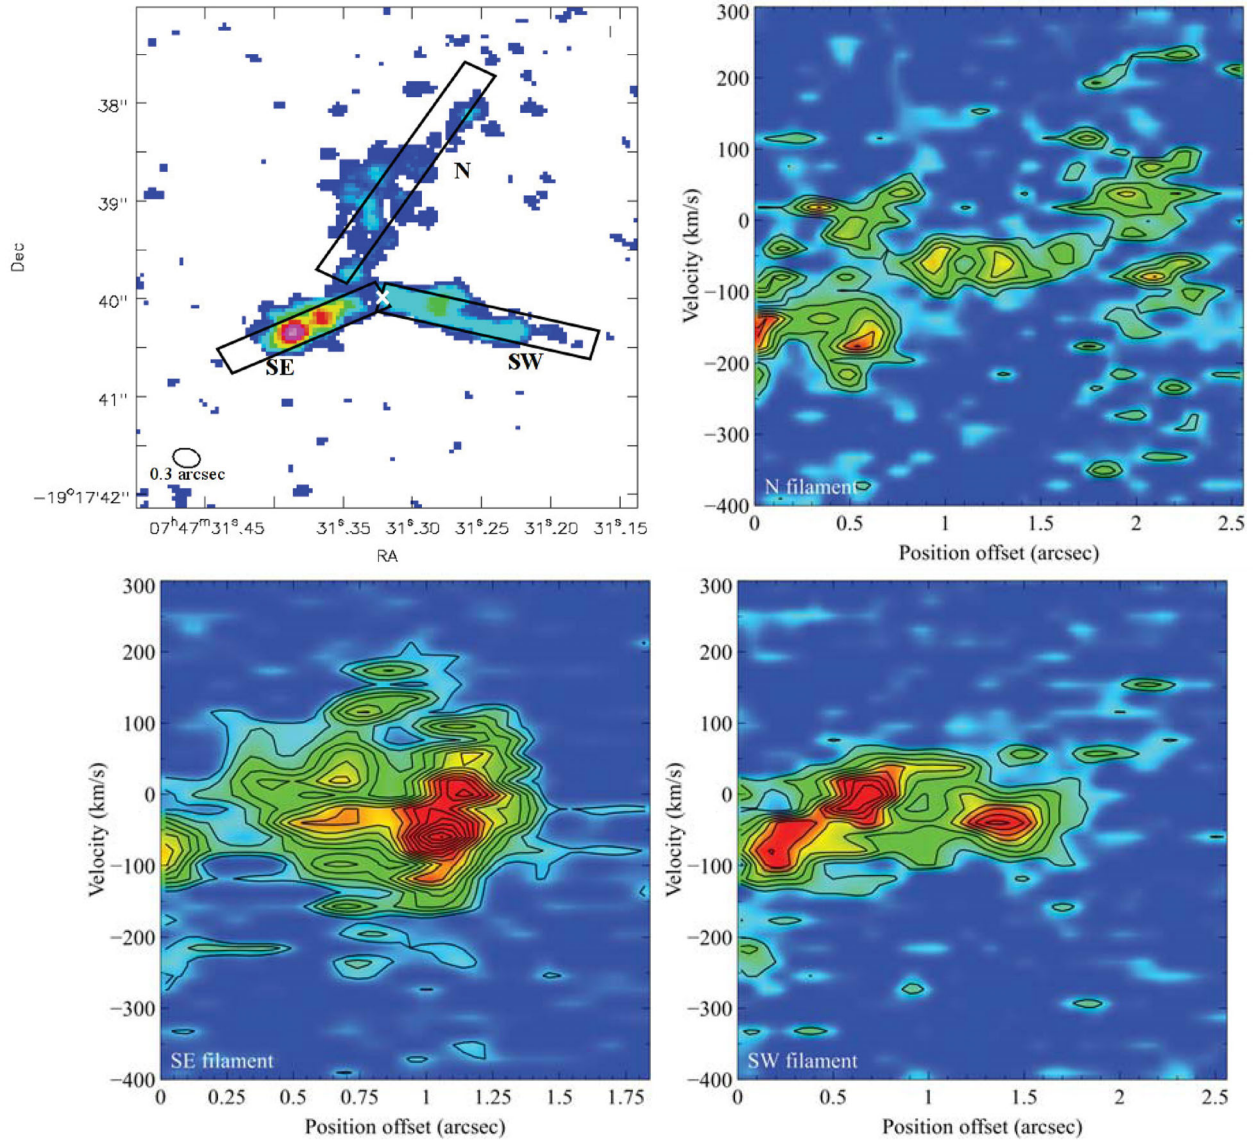 38''
39''
40''
41''
−19°17'42''
Dec
N
SE
SW
0.3 arcsec
07ʰ47ᵐ31ˢ.45
31ˢ.35
31ˢ.30
31ˢ.25
31ˢ.20
31ˢ.15
RA
300
200
100
0
−100
−200
−300
−400
Velocity (km/s)
N filament
0
0.5
1
1.5
2
2.5
Position offset (arcsec)
300
200
100
0
−100
−200
−300
−400
Velocity (km/s)
SE filament
0
0.25
0.5
0.75
1
1.25
1.5
1.75
Position offset (arcsec)
300
200
100
0
−100
−200
−300
−400
Velocity (km/s)
SW filament
0
0.5
1
1.5
2
2.5
Position offset (arcsec)